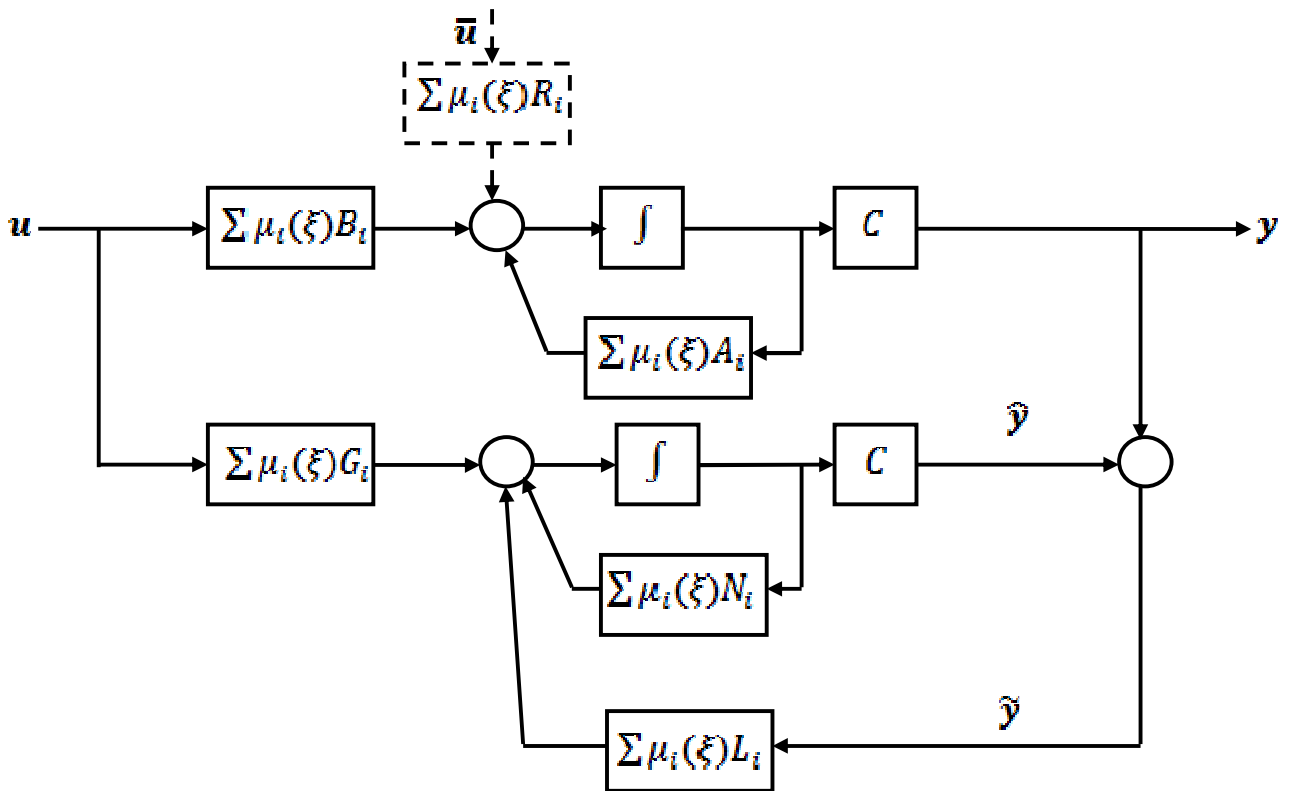 ū
∑ μᵢ(ξ)Rᵢ
u
∑ μᵢ(ξ)Bᵢ
∫
C
y
∑ μᵢ(ξ)Aᵢ
ŷ
∑ μᵢ(ξ)Gᵢ
∫
C
∑ μᵢ(ξ)Nᵢ
ỹ
∑ μᵢ(ξ)Lᵢ